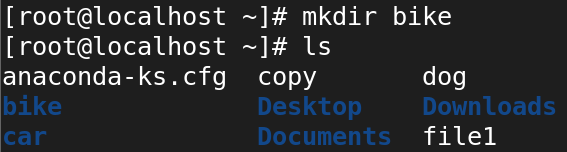 [root@localhost ~]# mkdir bike
[root@localhost ~]# ls
anaconda-ks.cfg  copy       dog
bike             Desktop    Downloads
car              Documents  file1